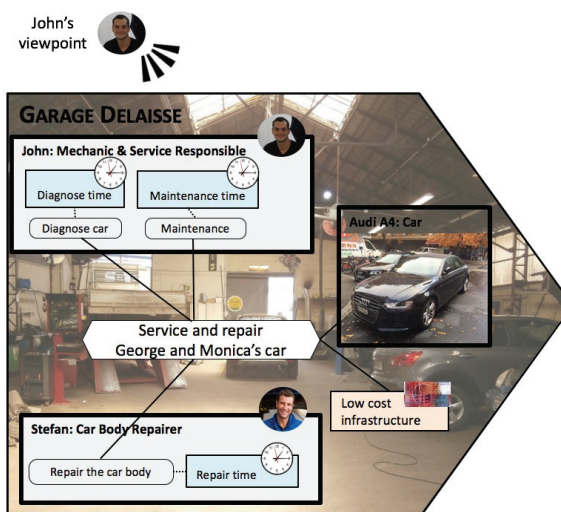 John's
viewpoint
GARAGE DELAISSE
John: Mechanic & Service Responsible
Diagnose time
Maintenance time
Diagnose car
Maintenance
Audi A4: Car
Service and repair
George and Monica's car
Low cost
infrastructure
Stefan: Car Body Repairer
Repair the car body
Repair time